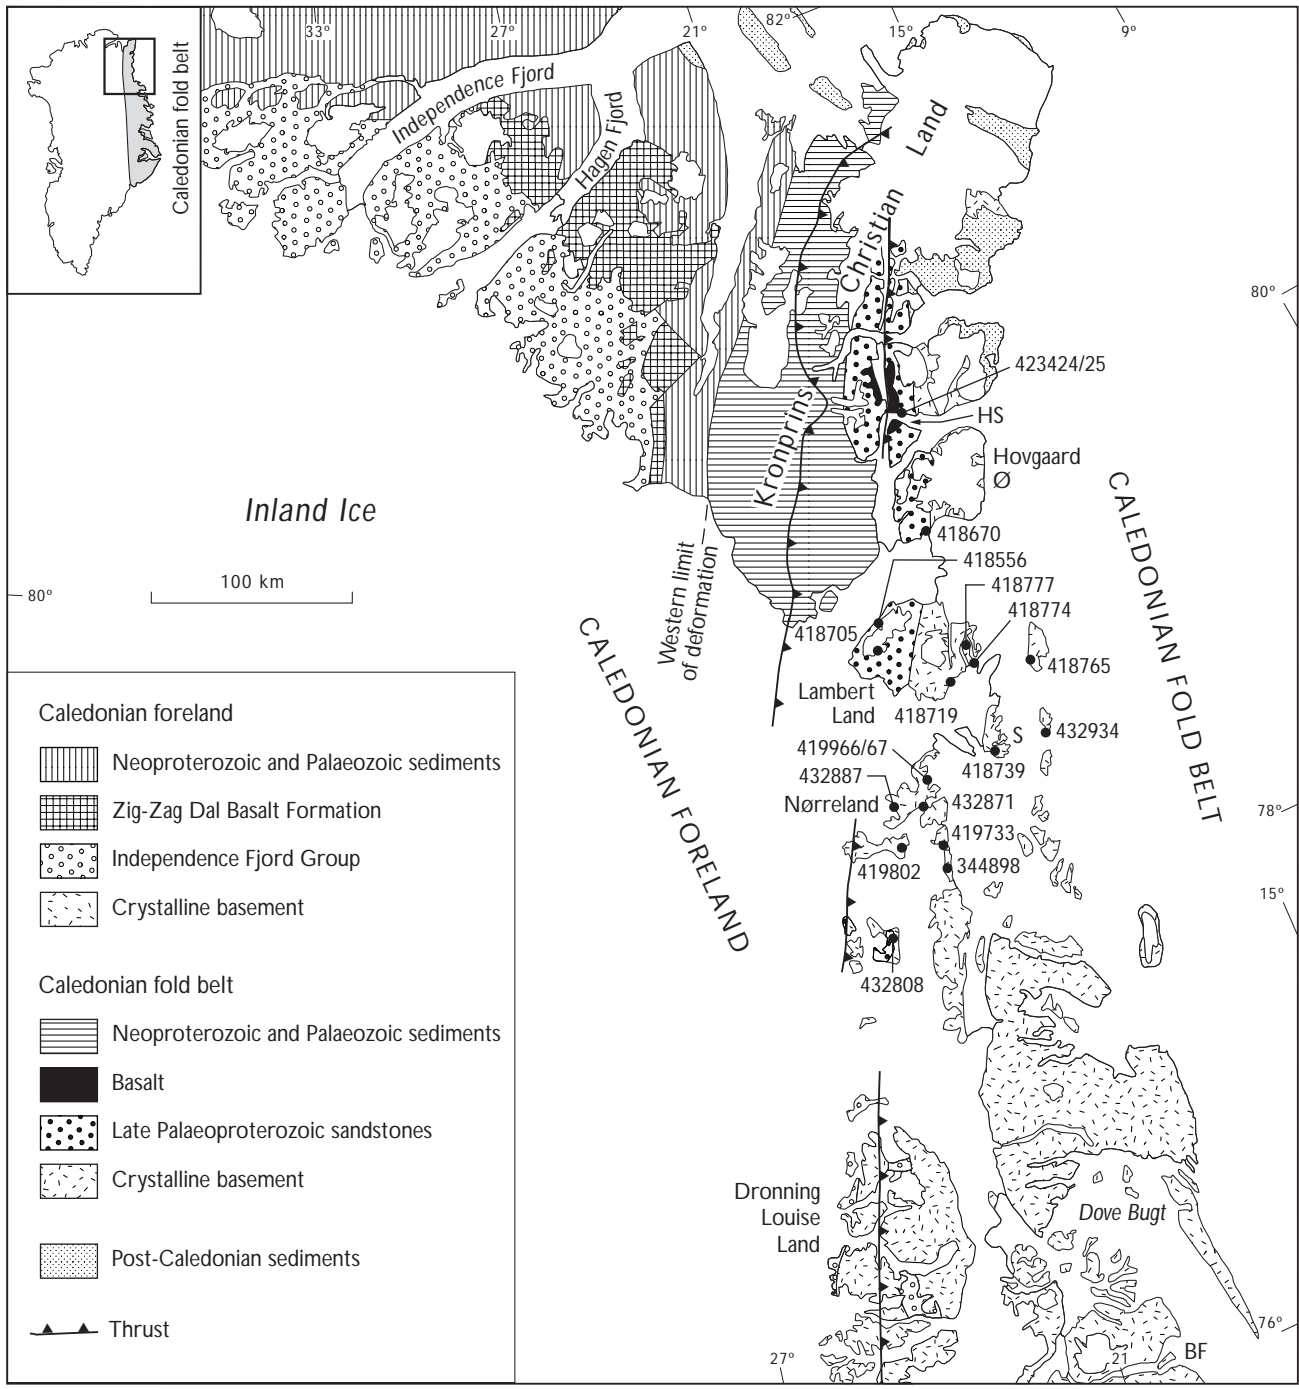 33°
27°
21°
82°
15°
9°
Caledonian fold belt
Independence Fjord
Hagen Fjord
Kronprins
Christian
Land
80°
423424/25
HS
Hovgaard
Ø
Inland Ice
100 km
80°
Western limit
of deformation
CALEDONIAN FORELAND
CALEDONIAN FOLD BELT
418670
418556
418777
418774
418705
418765
Lambert
Land
418719
S
432934
419966/67
418739
432887
Nørreland
432871
78°
419733
419802
344898
15°
432808
Dronning
Louise
Land
Dove Bugt
76°
BF
27°
21
Caledonian foreland
Neoproterozoic and Palaeozoic sediments
Zig-Zag Dal Basalt Formation
Independence Fjord Group
Crystalline basement
Caledonian fold belt
Neoproterozoic and Palaeozoic sediments
Basalt
Late Palaeoproterozoic sandstones
Crystalline basement
Post-Caledonian sediments
Thrust